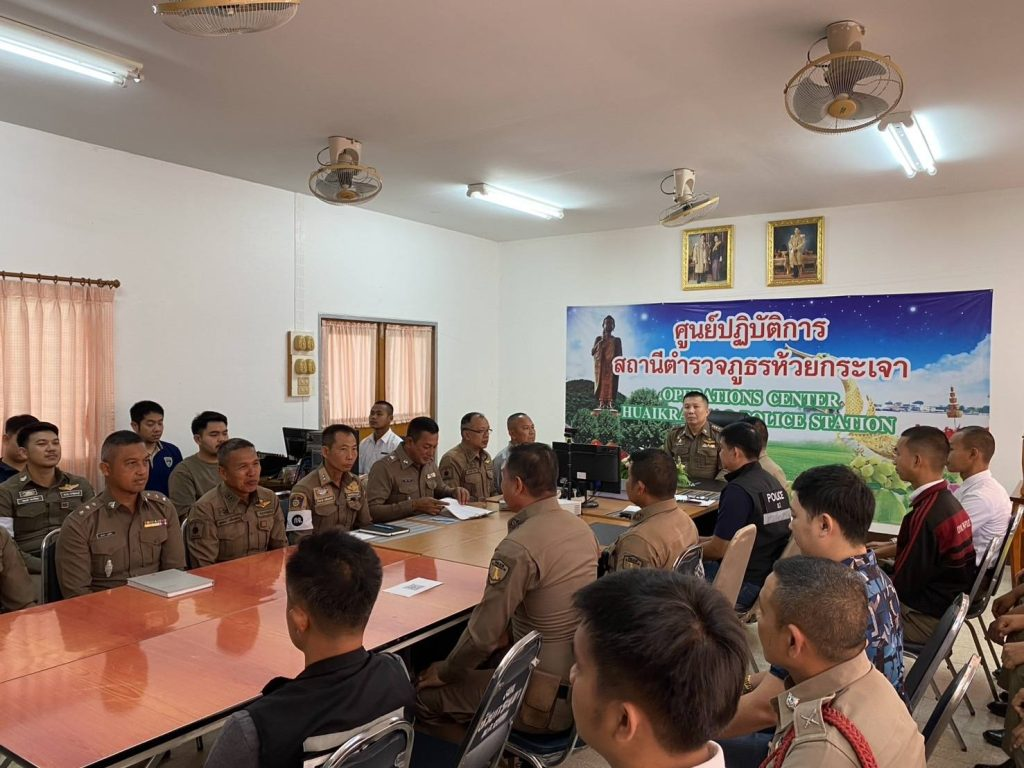 ศูนย์ปฏิบัติการ
สถานีตำรวจภูธรห้วยกระเจา
OPERATIONS CENTER
HUAIKRA POLICE STATION
POLICE